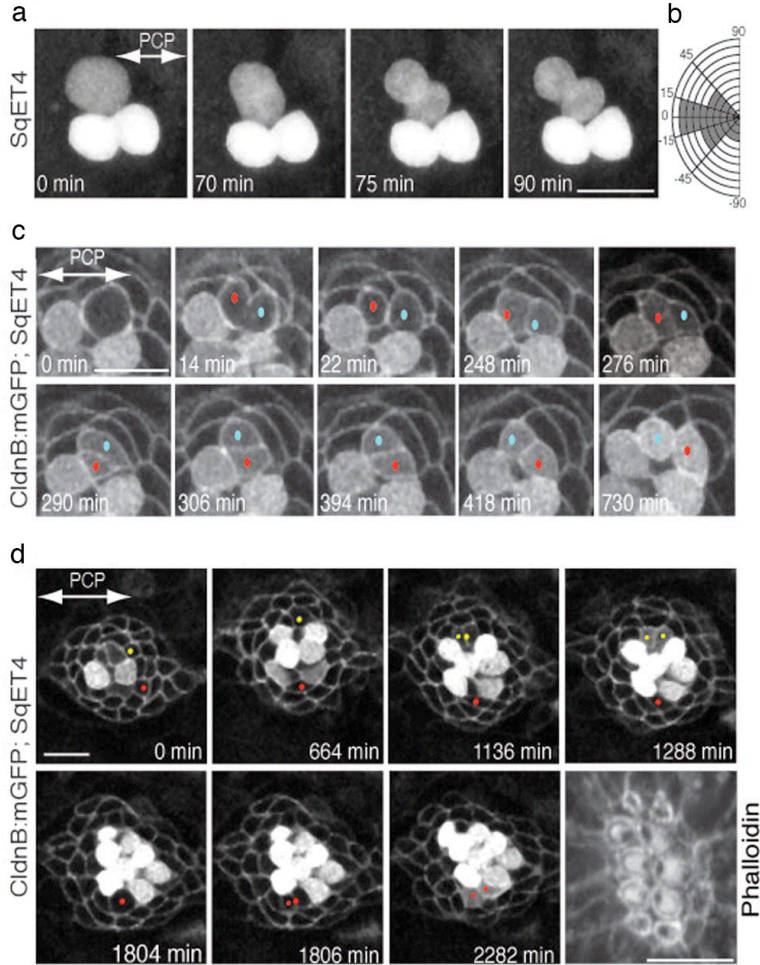 a
b
SqET4
PCP
0 min
70 min
75 min
90 min
90
45
15
0
-15
-45
-90
c
CldnB:mGFP; SqET4
PCP
0 min
14 min
22 min
248 min
276 min
290 min
306 min
394 min
418 min
730 min
d
CldnB:mGFP; SqET4
PCP
0 min
664 min
1136 min
1288 min
1804 min
1806 min
2282 min
Phalloidin